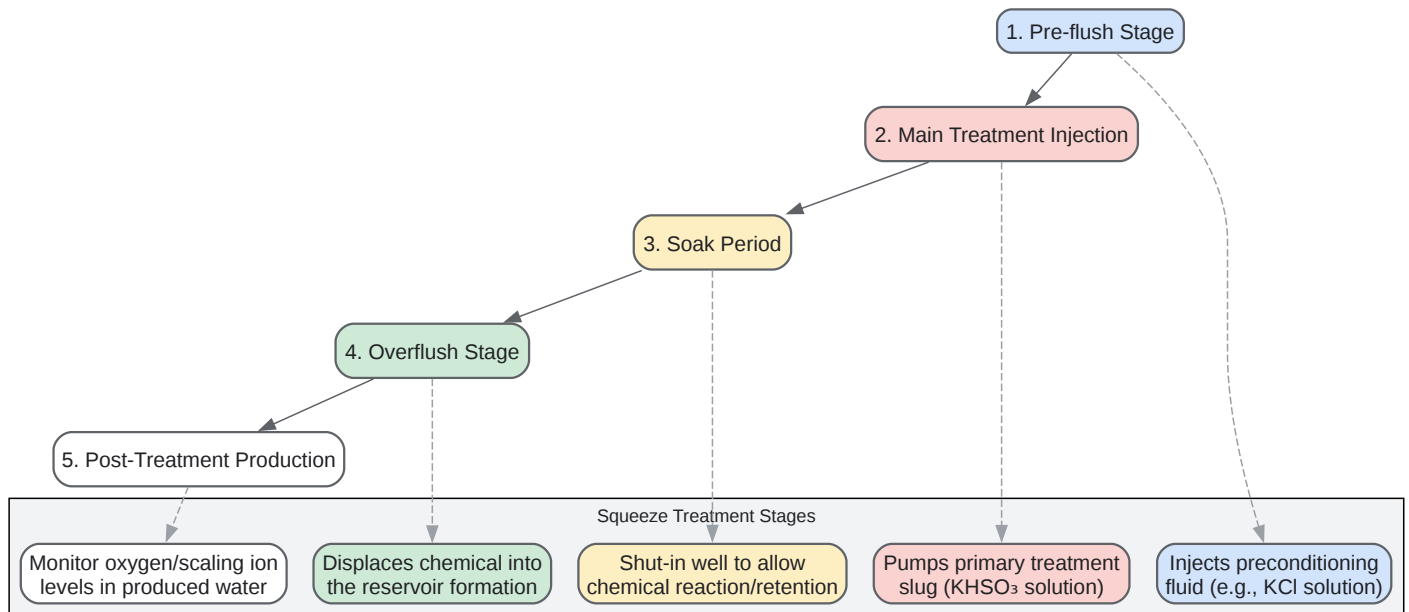 1. Pre-flush Stage
2. Main Treatment Injection
3. Soak Period
4. Overflush Stage
5. Post-Treatment Production
Squeeze Treatment Stages
Monitor oxygen/scaling ion
levels in produced water
Displaces chemical into
the reservoir formation
Shut-in well to allow
chemical reaction/retention
Pumps primary treatment
slug (KHSO₃ solution)
Injects preconditioning
fluid (e.g., KCl solution)